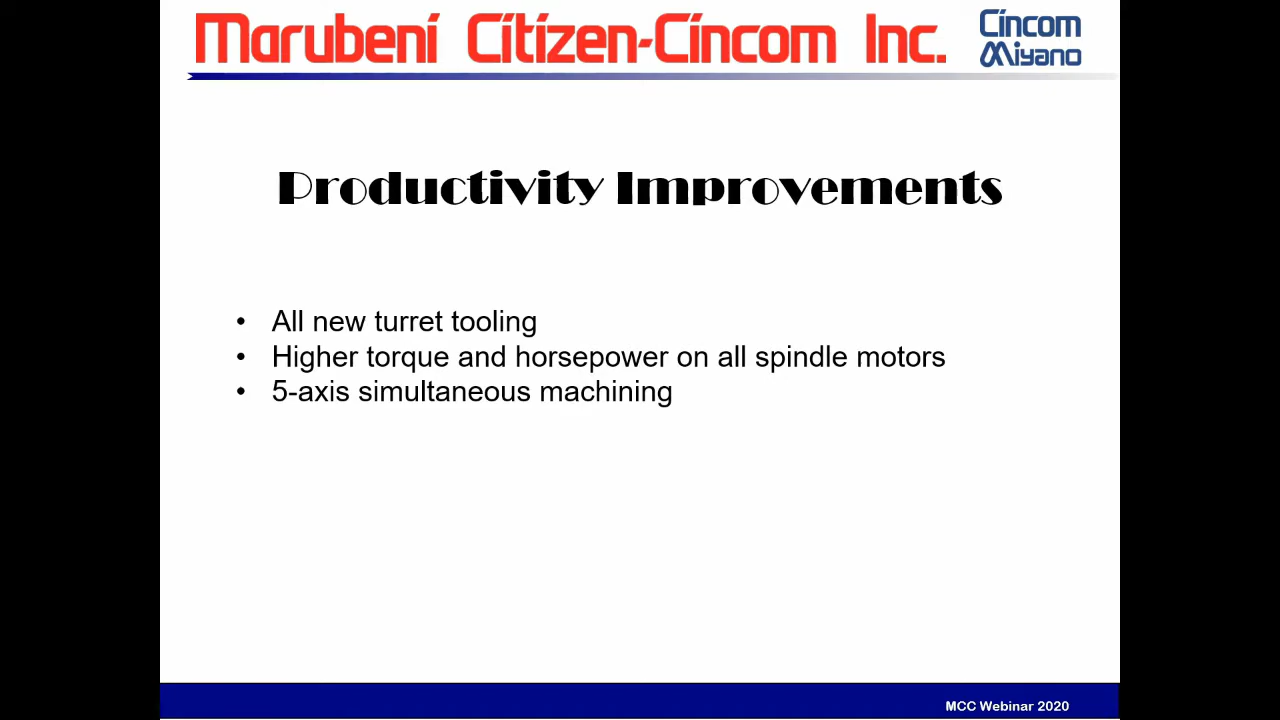 Marubeni Citizen-Cincom Inc.
Cincom
Miyano
Productivity Improvements
• All new turret tooling
• Higher torque and horsepower on all spindle motors
• 5-axis simultaneous machining
MCC Webinar 2020